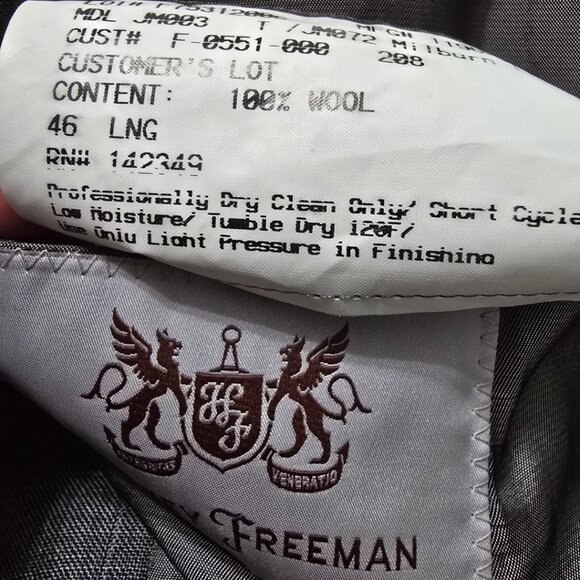 MDL JM003 T /JM072 Milburn
CUST# F-0551-000 208
CUSTOMER'S LOT
CONTENT: 100% WOOL
46 LNG
RN# 142349
Professionally Dry Clean Only/ Short Cycle
Low Moisture/ Tumble Dry 120F/
Use Only Light Pressure in Finishing
HF
VENERATIO
FREEMAN